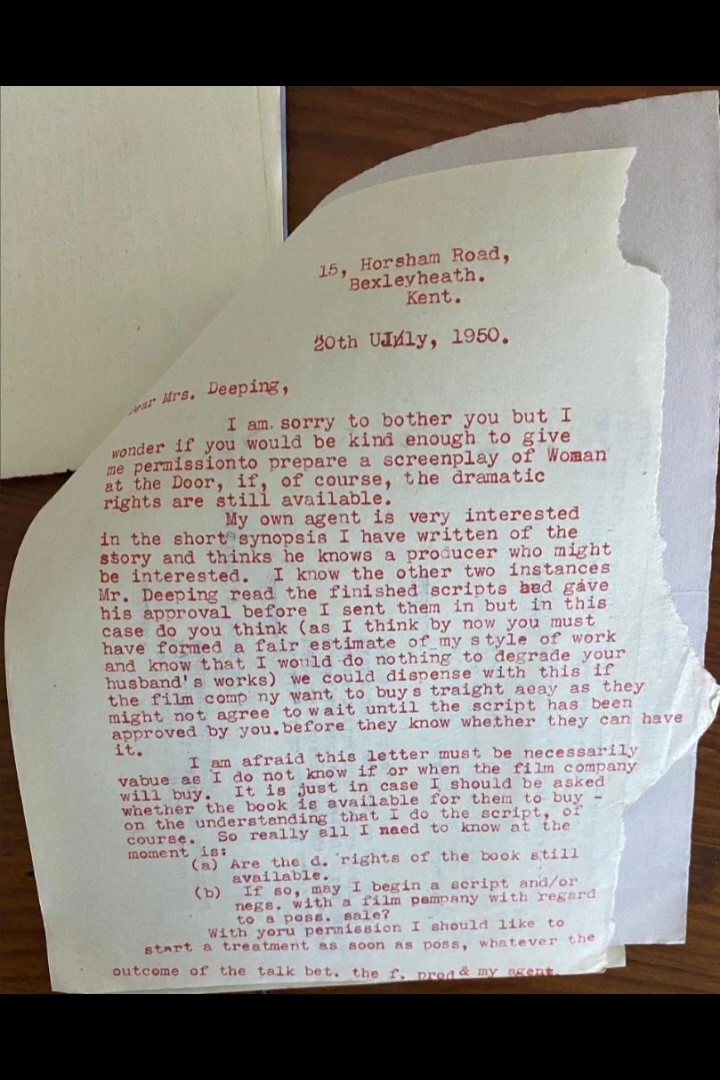 15, Horsham Road,
Bexleyheath.
Kent.
20th July, 1950.
Dear Mrs. Deeping,
I am sorry to bother you but I
wonder if you would be kind enough to give
me permissionto prepare a screenplay of Woman
at the Door, if, of course, the dramatic
rights are still available.
My own agent is very interested
in the short synopsis I have written of the
story and thinks he knows a producer who might
be interested. I know the other two instances
Mr. Deeping read the finished scripts and gave
his approval before I sent them in but in this
case do you think (as I think by now you must
have formed a fair estimate of my style of work
and know that I would do nothing to degrade your
husband's works) we could dispense with this if
the film comp ny want to buys traight aeay as they
might not agree to wait until the script has been
approved by you.before they know whether they can have
it.
I am afraid this letter must be necessarily
vabue as I do not know if or when the film company
will buy. It is just in case I should be asked
whether the book is available for them to buy -
on the understanding that I do the script, of
course. So really all I need to know at the
moment is:
(a) Are the d. rights of the book still
available.
(b) If so, may I begin a script and/or
negs. with a film pompany with regard
to a poss. sale?
With yoru permission I should like to
start a treatment as soon as poss, whatever the
outcome of the talk bet. the f. prod & my agent.